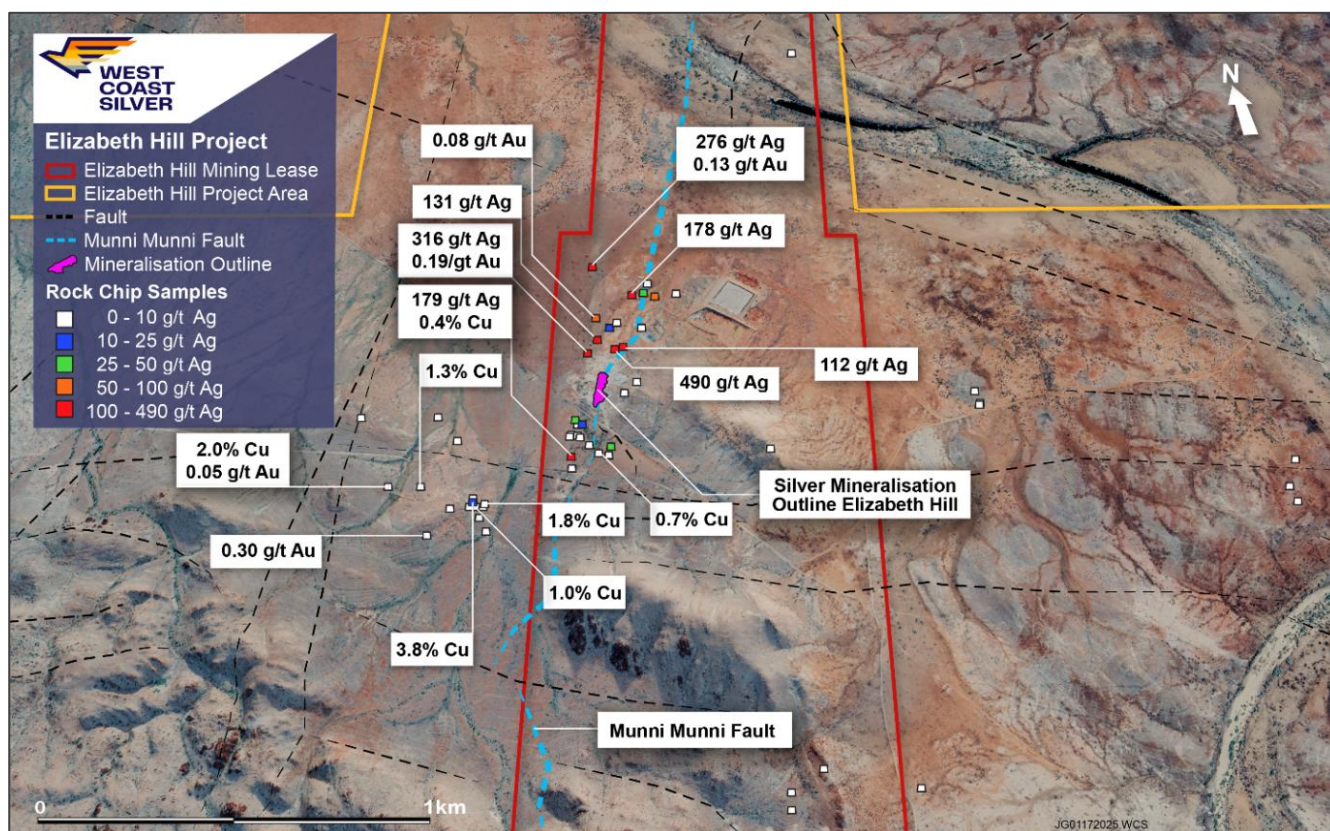 WEST
COAST
SILVER
Elizabeth Hill Project
Elizabeth Hill Mining Lease
Elizabeth Hill Project Area
Fault
Munni Munni Fault
Mineralisation Outline
Rock Chip Samples
0 - 10 g/t Ag
10 - 25 g/t Ag
25 - 50 g/t Ag
50 - 100 g/t Ag
100 - 490 g/t Ag
N
0.08 g/t Au
276 g/t Ag
0.13 g/t Au
131 g/t Ag
178 g/t Ag
316 g/t Ag
0.19/gt Au
179 g/t Ag
0.4% Cu
112 g/t Ag
490 g/t Ag
1.3% Cu
2.0% Cu
0.05 g/t Au
Silver Mineralisation
Outline Elizabeth Hill
1.8% Cu
0.7% Cu
0.30 g/t Au
1.0% Cu
3.8% Cu
Munni Munni Fault
0
1km
JG01172025 WCS